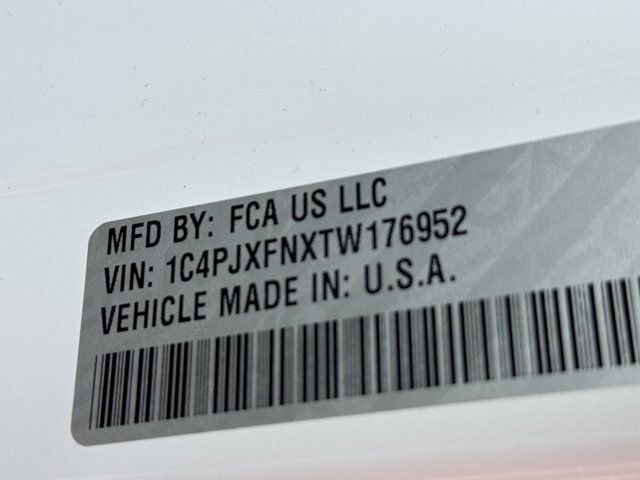 MFD BY: FCA US LLC
VIN: 1C4PJXFNXTW176952
VEHICLE MADE IN: U.S.A.